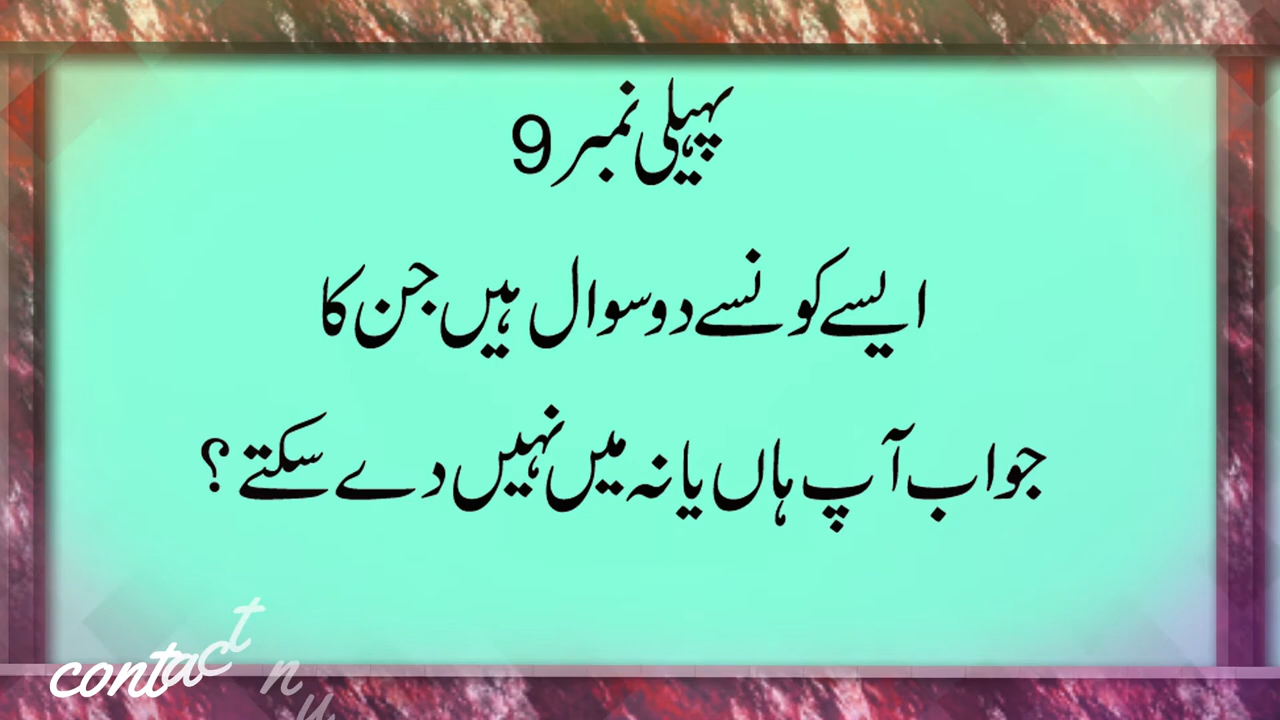 پہیلی نمبر 9
ایسے کونسے دو سوال ہیں جن کا
جواب آپ ہاں یا نہ میں نہیں دے سکتے ؟
contact
nu